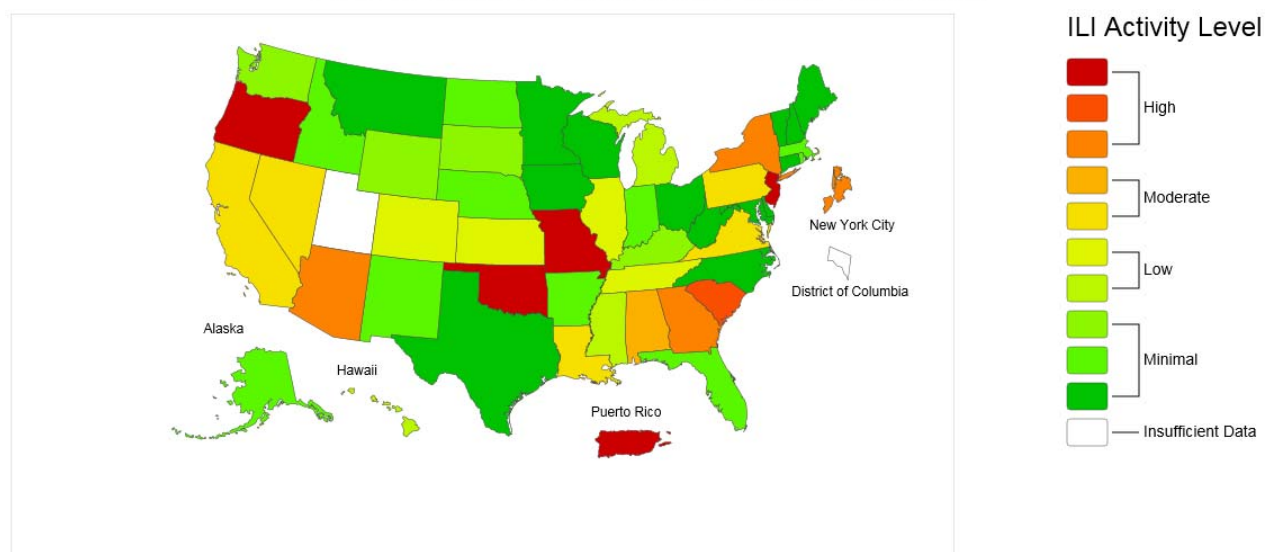 ILI Activity Level
High
Moderate
Low
Minimal
Insufficient Data
New York City
District of Columbia
Alaska
Hawaii
Puerto Rico